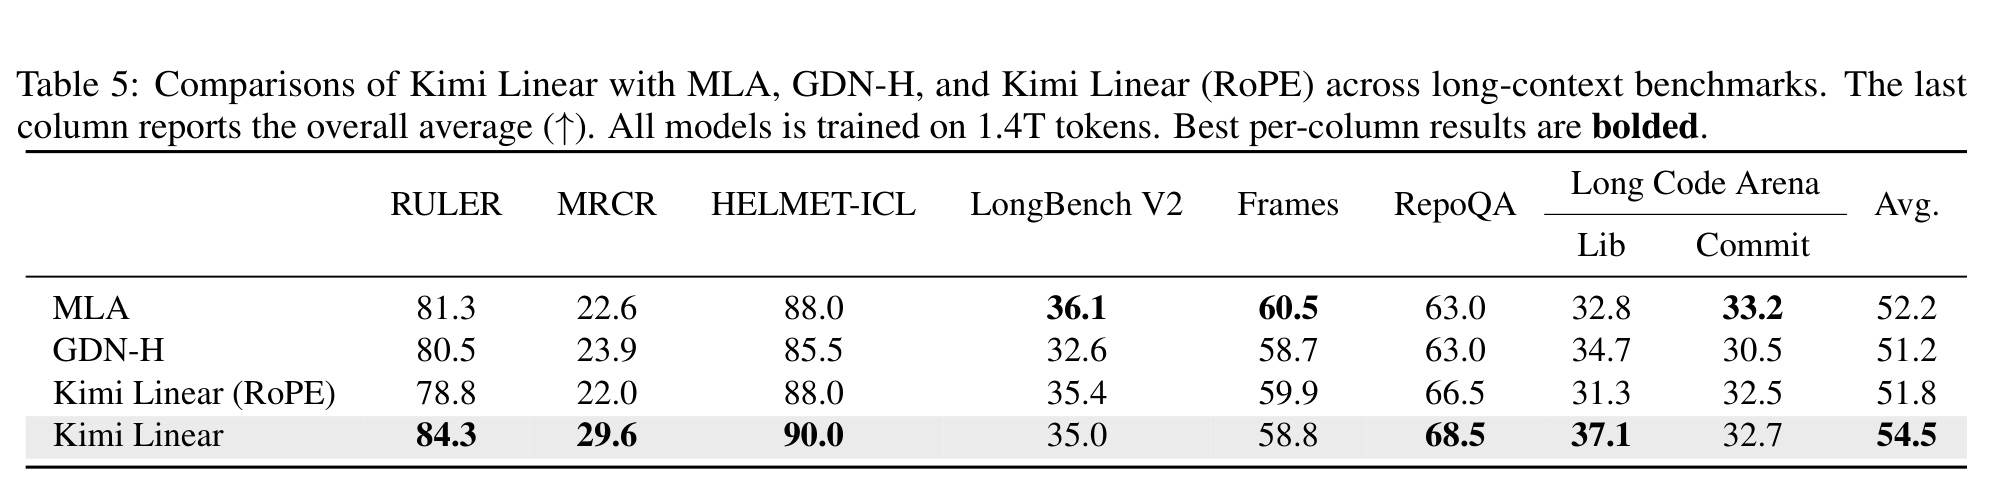 Table 5: Comparisons of Kimi Linear with MLA, GDN-H, and Kimi Linear (RoPE) across long-context benchmarks. The last
column reports the overall average (↑). All models is trained on 1.4T tokens. Best per-column results are bolded.
RULER MRCR HELMET-ICL LongBench V2 Frames RepoQA Long Code Arena Avg.
Lib Commit
MLA 81.3 22.6 88.0 36.1 60.5 63.0 32.8 33.2 52.2
GDN-H 80.5 23.9 85.5 32.6 58.7 63.0 34.7 30.5 51.2
Kimi Linear (RoPE) 78.8 22.0 88.0 35.4 59.9 66.5 31.3 32.5 51.8
Kimi Linear 84.3 29.6 90.0 35.0 58.8 68.5 37.1 32.7 54.5